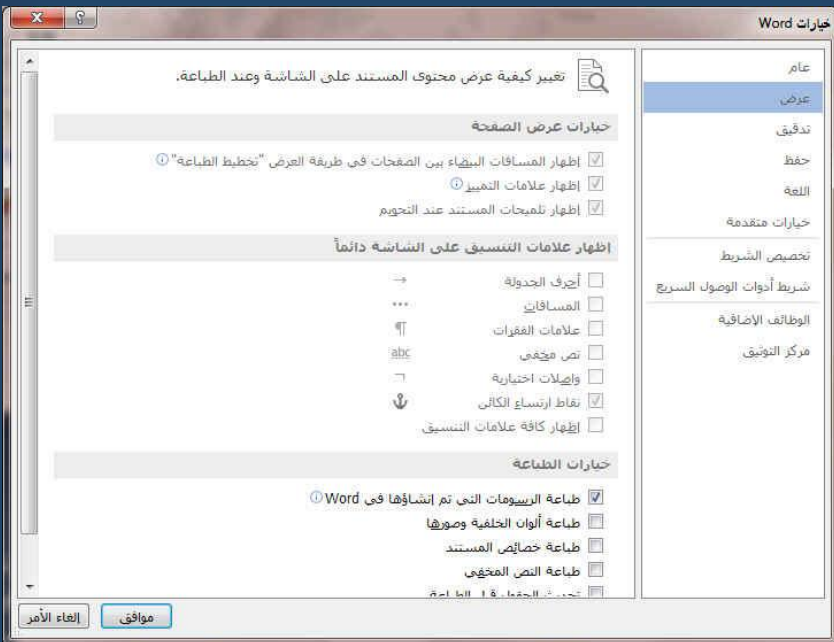 خيارات Word
عام
عرض
تدقيق
حفظ
اللغة
خيارات متقدمة
تخصيص الشريط
شريط أدوات الوصول السريع
الوظائف الإضافية
مركز التوثيق
تغيير كيفية عرض محتوى المستند على الشاشة وعند الطباعة.
خيارات عرض الصفحة
إظهار المسافات البيضاء بين الصفحات في طريقة العرض "تخطيط الطباعة"
إظهار علامات التمييز
إظهار تلميحات المستند عند التحويم
إظهار علامات التنسيق على الشاشة دائماً
أحرف الجدولة →
المسافات •••
علامات الفقرات ¶
نص مخفي abc
واصلات اختيارية ¬
نقاط ارتساء الكائن
إظهار كافة علامات التنسيق
خيارات الطباعة
طباعة الرسومات التي تم إنشاؤها في Word
طباعة ألوان الخلفية وصورها
طباعة خصائص المستند
طباعة النص المخفي
تحديث الحقول قبل الطباعة
موافق
إلغاء الأمر